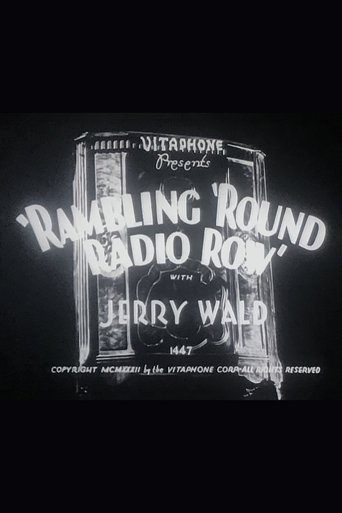 VITAPHONE
Presents
'RAMBLING 'ROUND
RADIO ROW'
WITH
JERRY WALD
1447
COPYRIGHT MCMXXXII by the VITAPHONE CORP-ALL RIGHTS RESERVED